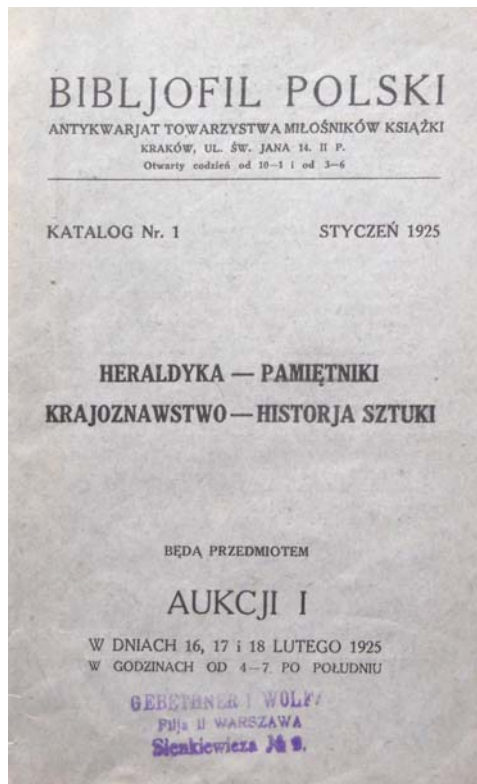 BIBLJOFIL POLSKI
ANTYKWARJAT TOWARZYSTWA MIŁOŚNIKÓW KSIĄŻKI
KRAKÓW, UL. ŚW. JANA 14. II P.
Otwarty codzień od 10—1 i od 3—6
KATALOG Nr. 1 STYCZEŃ 1925
HERALDYKA — PAMIĘTNIKI
KRAJOZNAWSTWO — HISTORJA SZTUKI
BĘDĄ PRZEDMIOTEM
AUKCJI I
W DNIACH 16, 17 i 18 LUTEGO 1925
W GODZINACH OD 4—7 PO POŁUDNIU
GEBETHNER I WOLFF
Filja II WARSZAWA
Sienkiewicza № 9.